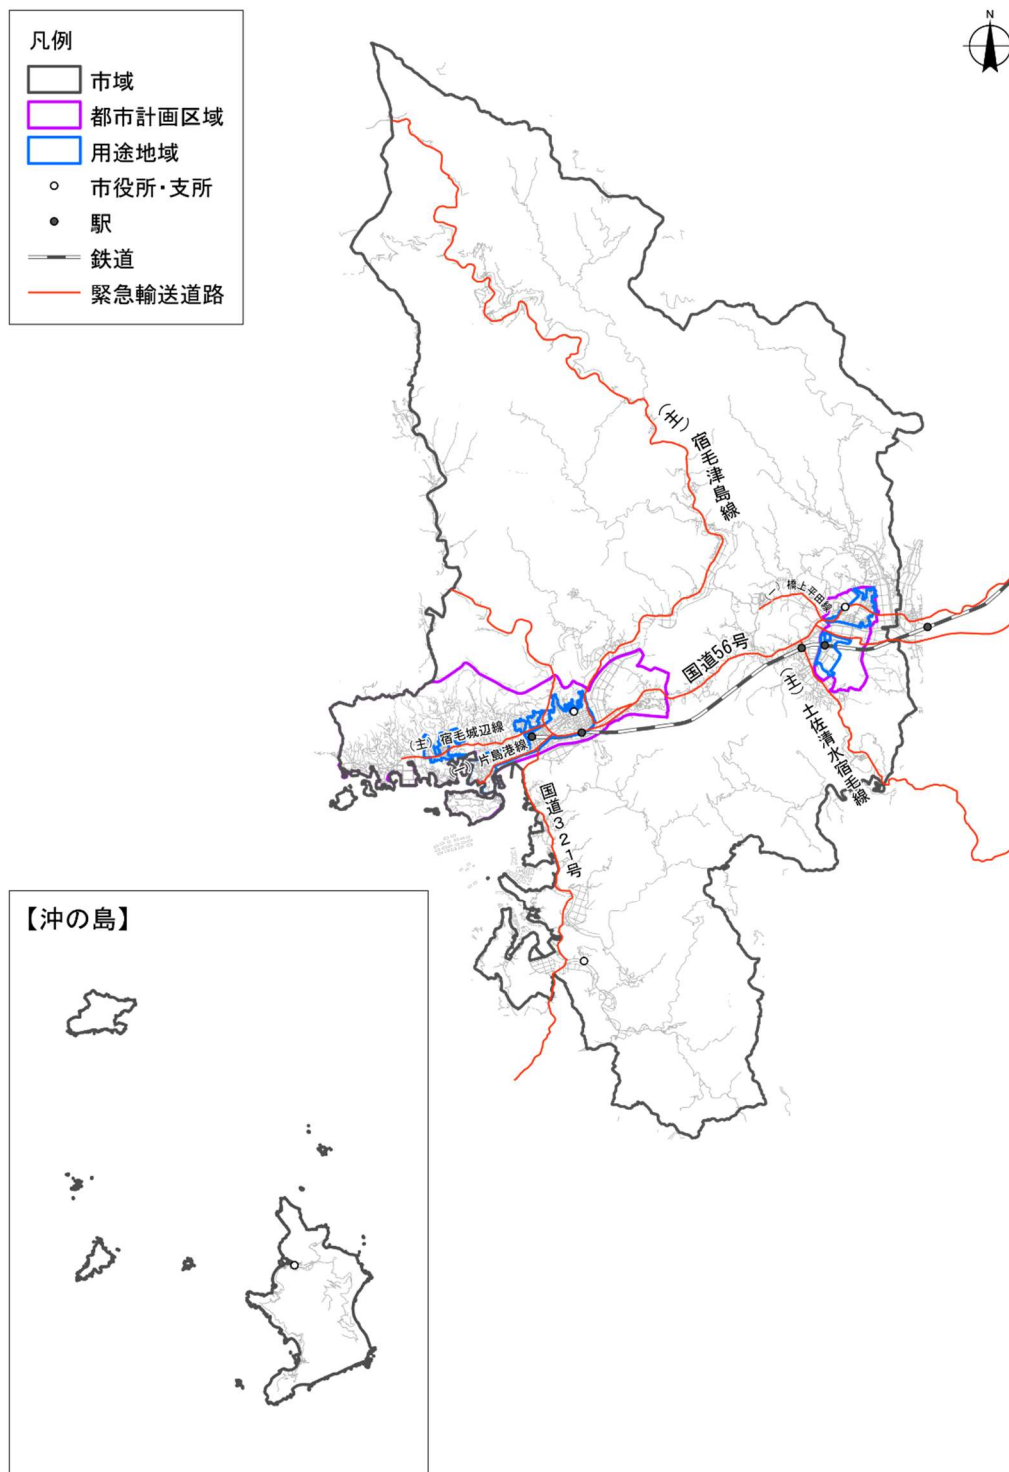 凡例
市域
都市計画区域
用途地域
市役所・支所
駅
鉄道
緊急輸送道路
N
(主)宿毛津島線
(一)橋上平田線
国道56号
(主)土佐清水宿毛線
(主)宿毛城辺線
(一)片島港線
国道321号
【沖の島】